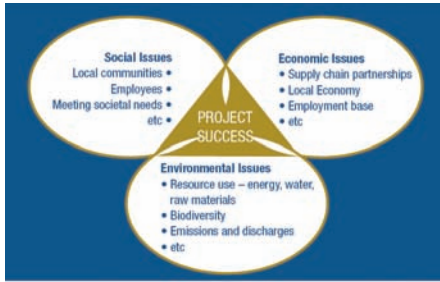 Social Issues
Local communities •
Employees •
Meeting societal needs •
etc •
Economic Issues
• Supply chain partnerships
• Local Economy
• Employment base
• etc
PROJECT
SUCCESS
Environmental Issues
• Resource use – energy, water,
raw materials
• Biodiversity
• Emissions and discharges
• etc